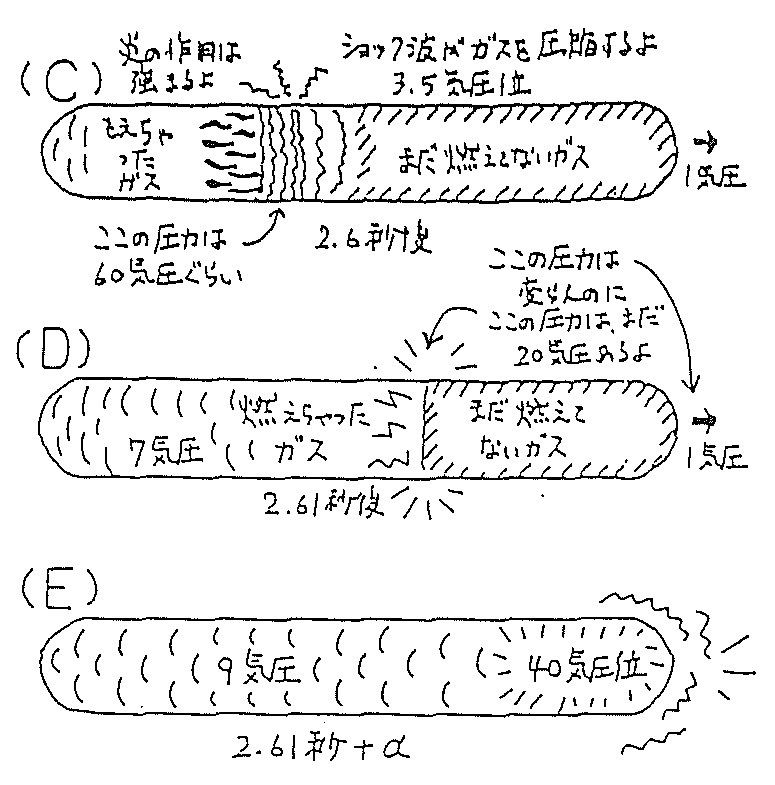 (C)
炎の作用は
強まるよ
ショック波がガスを圧縮するよ
3.5気圧位
もえちゃ
った
ガス
まだ燃えてないガス
1気圧
ここの圧力は
60気圧ぐらい
2.6秒後
ここの圧力は
変らんのに
ここの圧力は、まだ
20気圧あるよ
(D)
燃えちゃった
ガス
7気圧
まだ燃えて
ないガス
1気圧
2.61秒後
(E)
9気圧
40気圧位
2.61秒+α